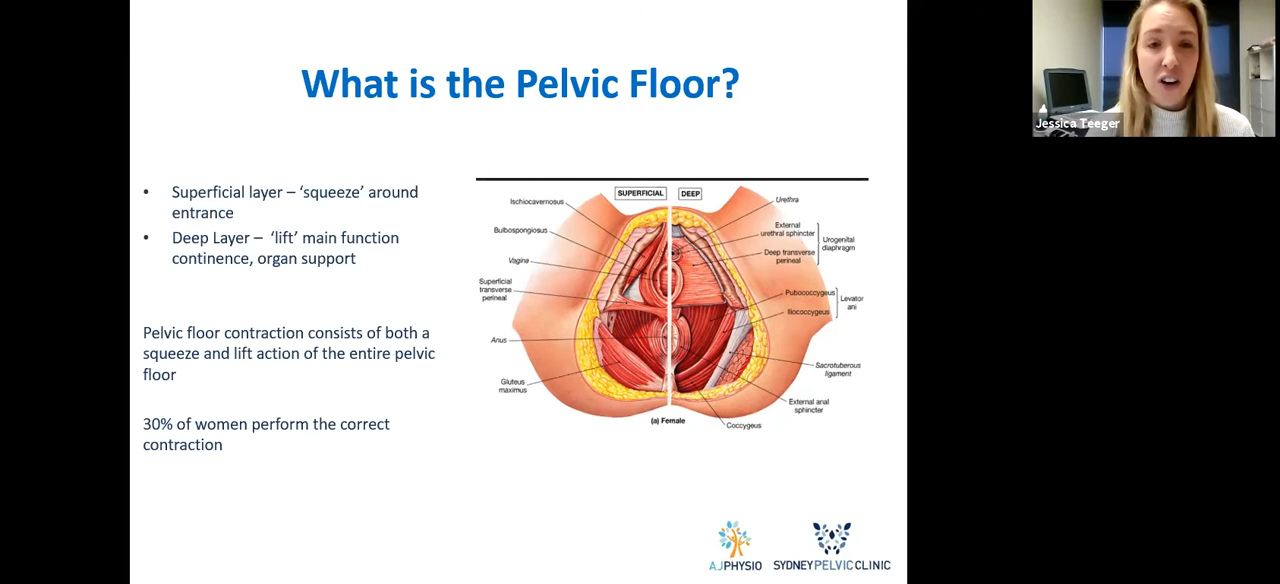 What is the Pelvic Floor?
• Superficial layer – ‘squeeze’ around
entrance
• Deep Layer – ‘lift’ main function
continence, organ support
Pelvic floor contraction consists of both a
squeeze and lift action of the entire pelvic
floor
30% of women perform the correct
contraction
SUPERFICIAL
DEEP
Ischiocavernosus
Bulbospongiosus
Vagina
Superficial
transverse
perineal
Anus
Gluteus
maximus
Urethra
External
urethral sphincter
Deep transverse
perineal
Urogenital
diaphragm
Pubococcygeus
Iliococcygeus
Levator
ani
Sacrotuberous
ligament
External anal
sphincter
Coccygeus
(a) Female
AJPHYSIO
SYDNEYPELVICCLINIC
Jessica Teeger